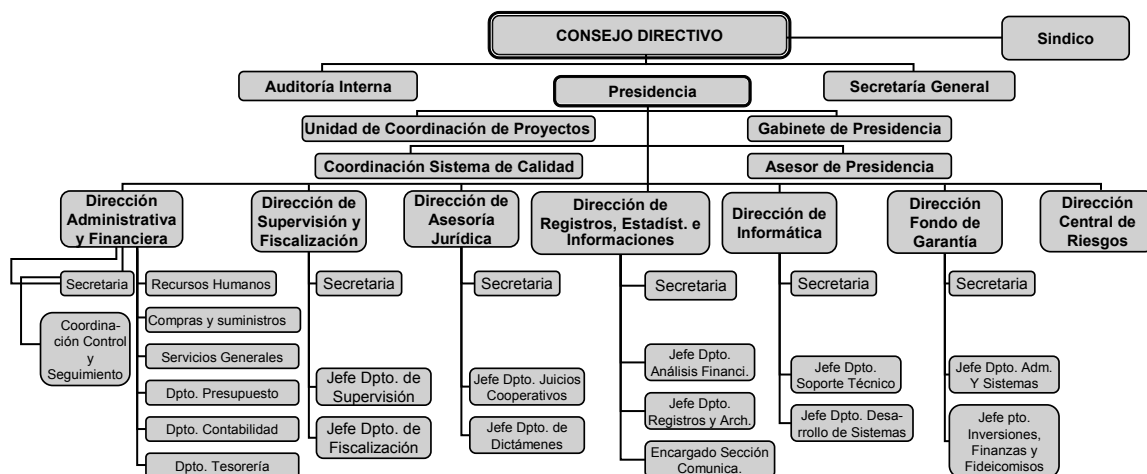 CONSEJO DIRECTIVO
Sindico
Auditoría Interna
Secretaría General
Presidencia
Unidad de Coordinación de Proyectos
Gabinete de Presidencia
Coordinación Sistema de Calidad
Asesor de Presidencia
Dirección
Administrativa
y Financiera
Dirección de
Supervisión y
Fiscalización
Dirección de
Asesoría
Jurídica
Dirección de
Registros, Estadíst. e
Informaciones
Dirección de
Informática
Dirección
Fondo de
Garantía
Dirección
Central de
Riesgos
Secretaria
Recursos Humanos
Secretaria
Secretaria
Secretaria
Secretaria
Secretaria
Coordina-
ción Control
y
Seguimiento
Compras y suministros
Servicios Generales
Dpto. Presupuesto
Dpto. Contabilidad
Dpto. Tesorería
Jefe Dpto. de
Supervisión
Jefe Dpto. de
Fiscalización
Jefe Dpto. Juicios
Cooperativos
Jefe Dpto. de
Dictámenes
Jefe Dpto.
Análisis Financi.
Jefe Dpto.
Registros y Arch.
Encargado Sección
Comunica.
Jefe Dpto.
Soporte Técnico
Jefe Dpto. Desa-
rrollo de Sistemas
Jefe Dpto. Adm.
Y Sistemas
Jefe pto.
Inversiones,
Finanzas y
Fideicomisos